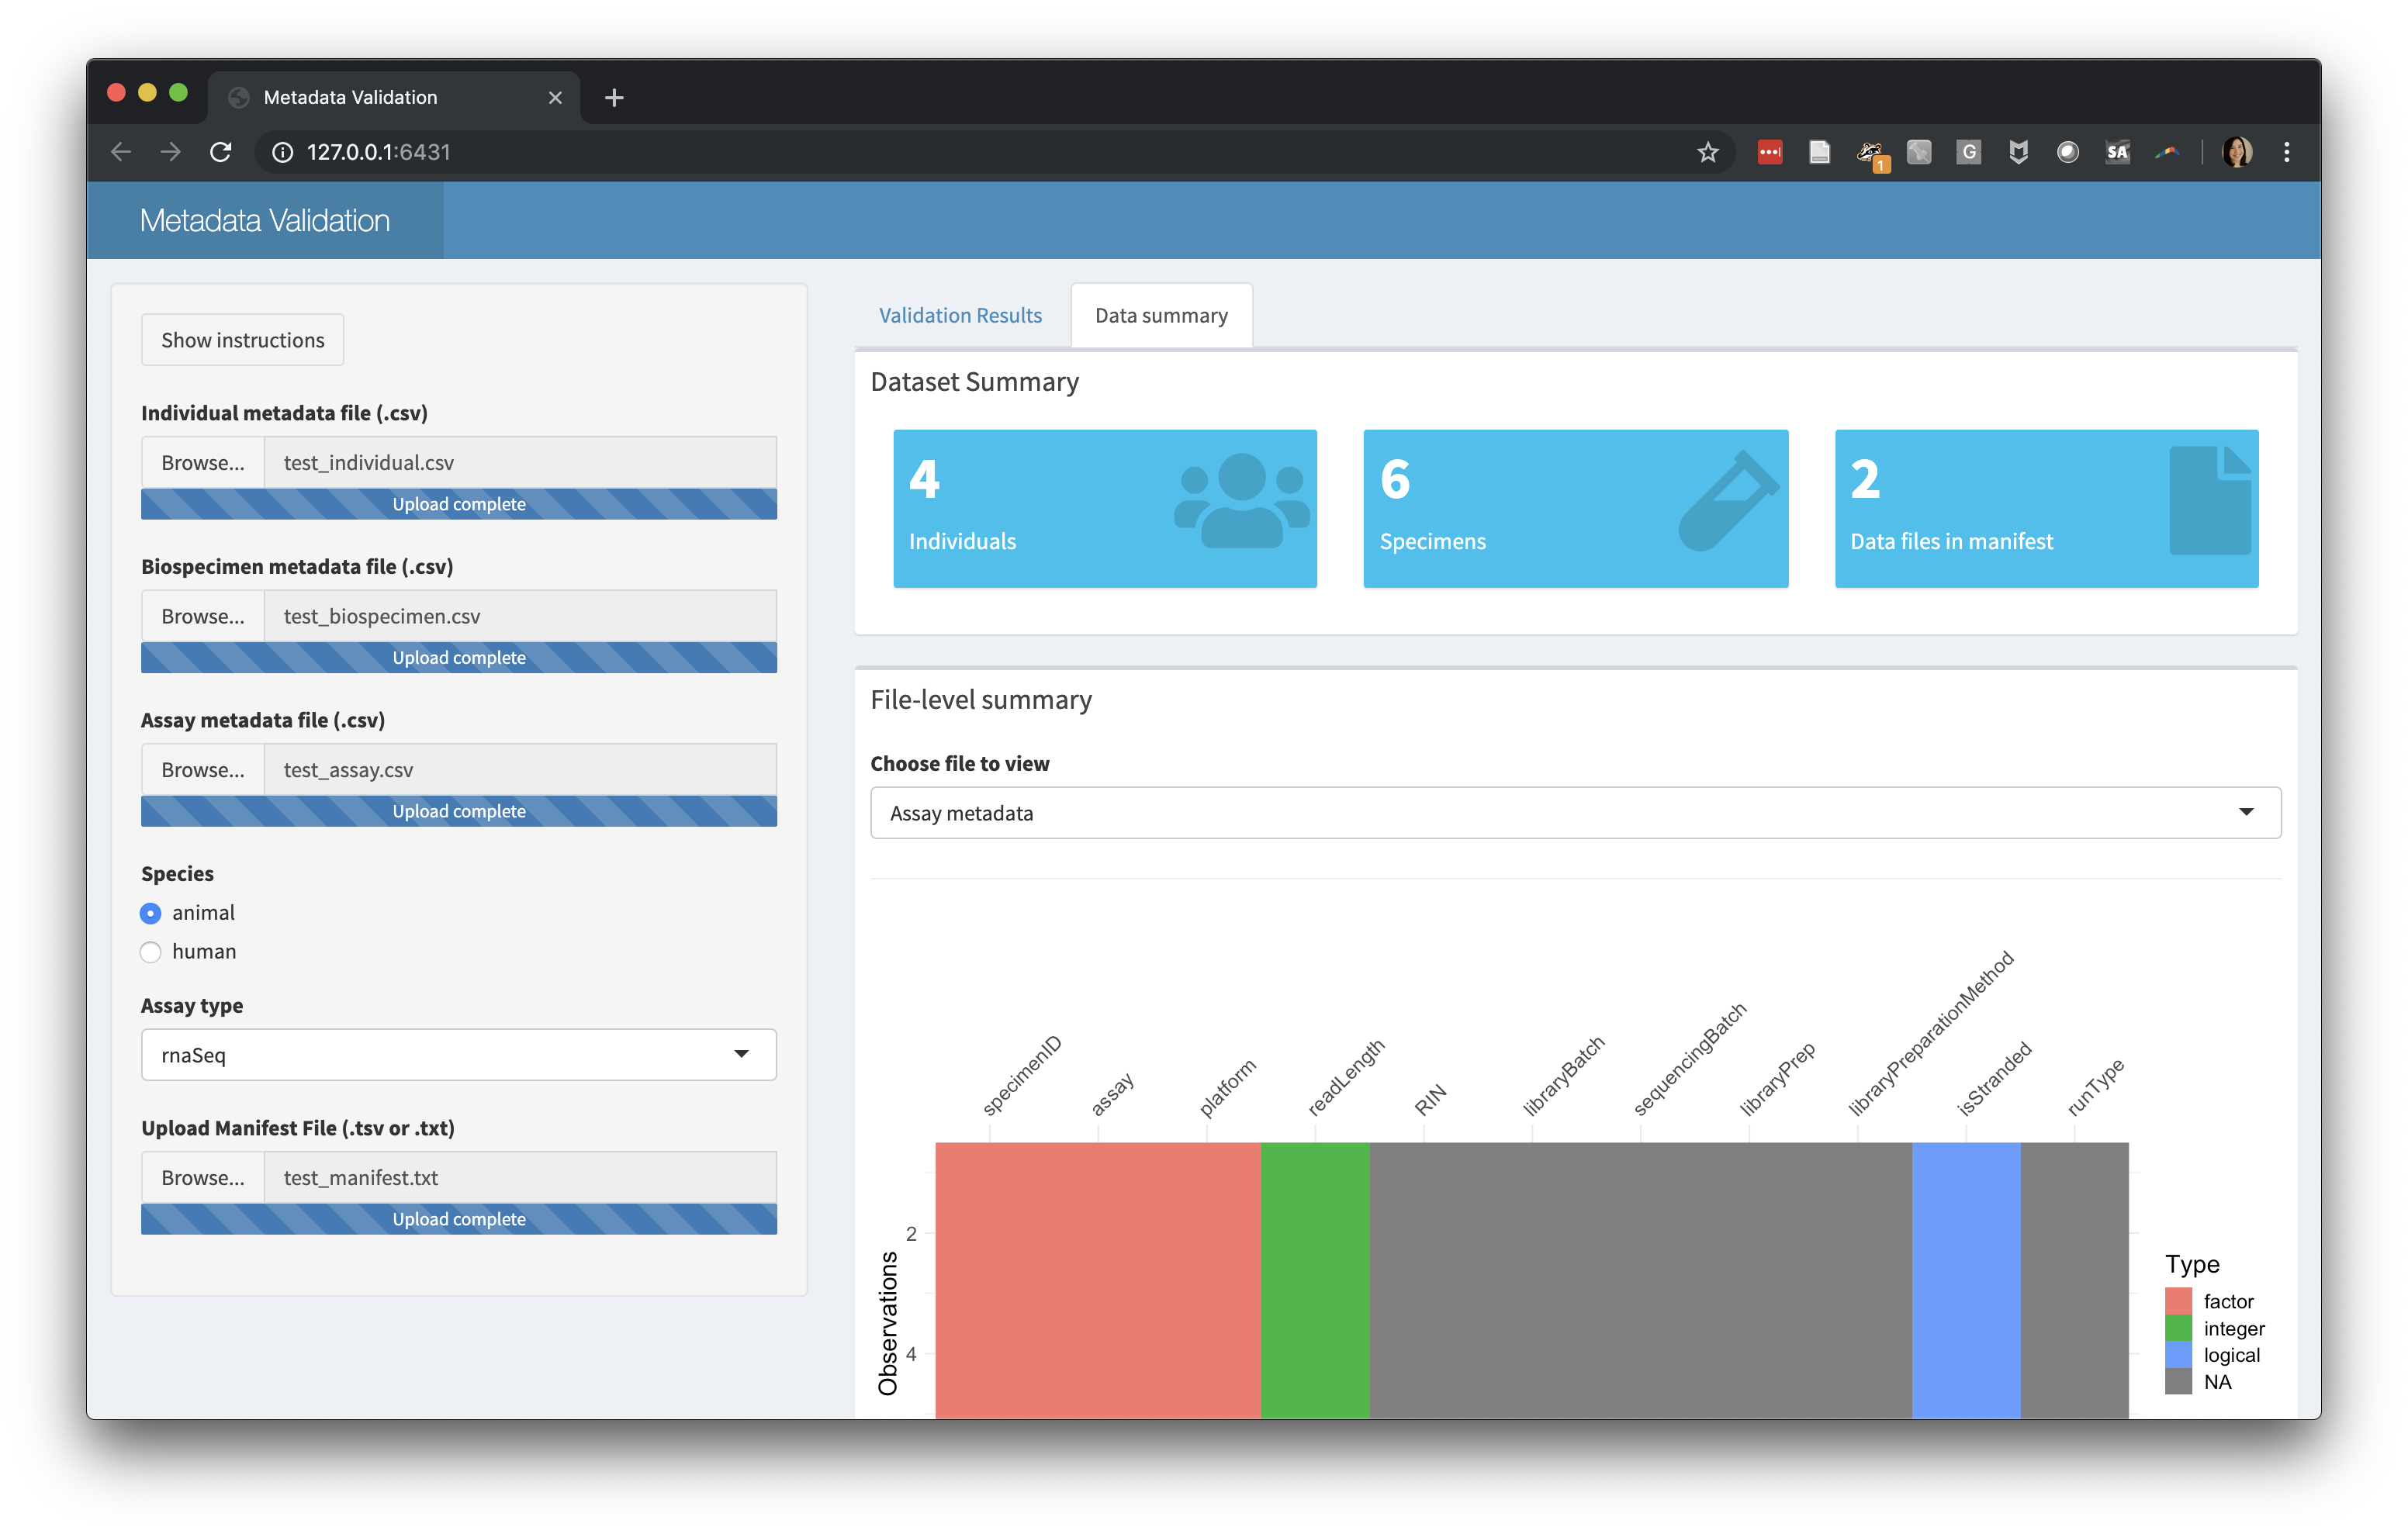 Metadata Validation
127.0.0.1:6431
1
G
SA
Metadata Validation
Show instructions
Individual metadata file (.csv)
Browse... test_individual.csv
Upload complete
Biospecimen metadata file (.csv)
Browse... test_biospecimen.csv
Upload complete
Assay metadata file (.csv)
Browse... test_assay.csv
Upload complete
Species
animal
human
Assay type
rnaSeq
Upload Manifest File (.tsv or .txt)
Browse... test_manifest.txt
Upload complete
Validation Results
Data summary
Dataset Summary
4
Individuals
6
Specimens
2
Data files in manifest
File-level summary
Choose file to view
Assay metadata
specimenID
assay
platform
readLength
RIN
libraryBatch
sequencingBatch
libraryPrep
libraryPreparationMethod
isStranded
runType
Observations
2
4
Type
factor
integer
logical
NA